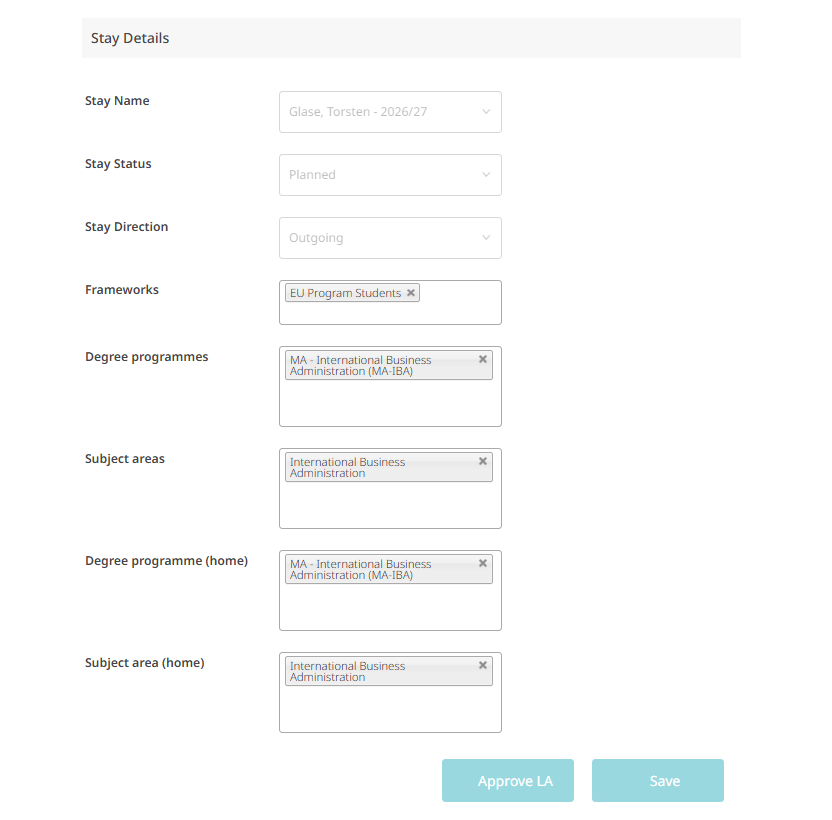 Stay Details
Stay Name
Glase, Torsten - 2026/27
Stay Status
Planned
Stay Direction
Outgoing
Frameworks
EU Program Students
Degree programmes
MA - International Business
Administration (MA-IBA)
Subject areas
International Business
Administration
Degree programme (home)
MA - International Business
Administration (MA-IBA)
Subject area (home)
International Business
Administration
Approve LA
Save